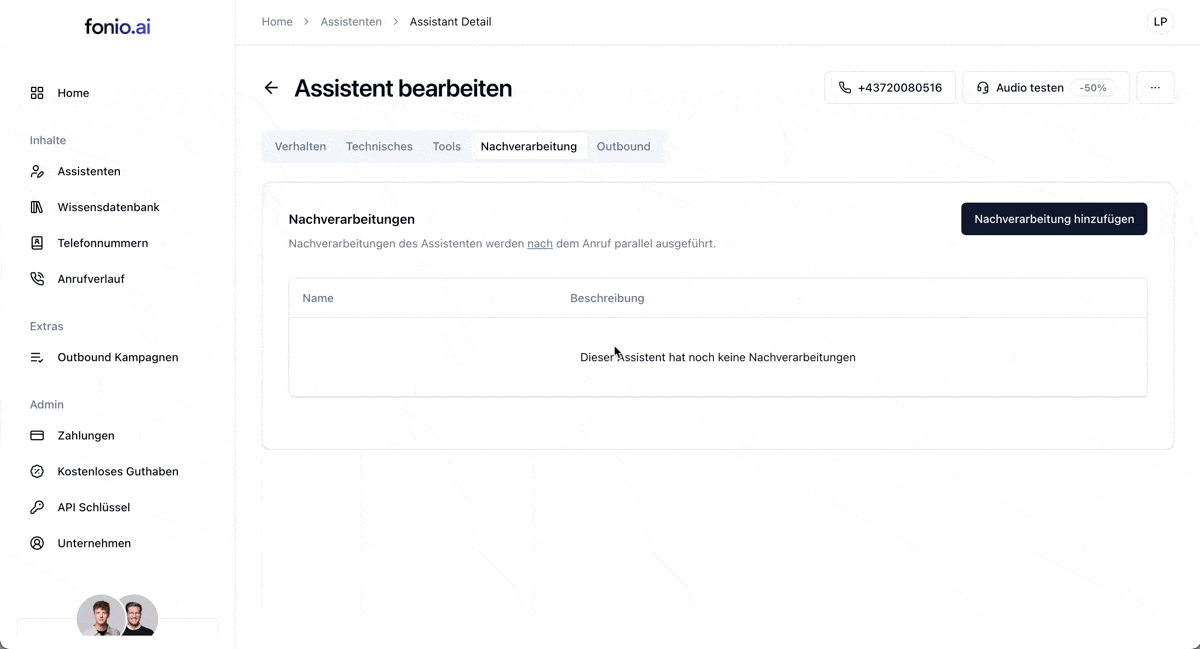 fonio.ai
Home
Inhalte
Assistenten
Wissensdatenbank
Telefonnummern
Anrufverlauf
Extras
Outbound Kampagnen
Admin
Zahlungen
Kostenloses Guthaben
API Schlüssel
Unternehmen
Home > Assistenten > Assistant Detail
LP
Assistent bearbeiten
+43720080516
Audio testen -50%
...
Verhalten Technisches Tools Nachverarbeitung Outbound
Nachverarbeitungen
Nachverarbeitung hinzufügen
Nachverarbeitungen des Assistenten werden nach dem Anruf parallel ausgeführt.
Name Beschreibung
Dieser Assistent hat noch keine Nachverarbeitungen